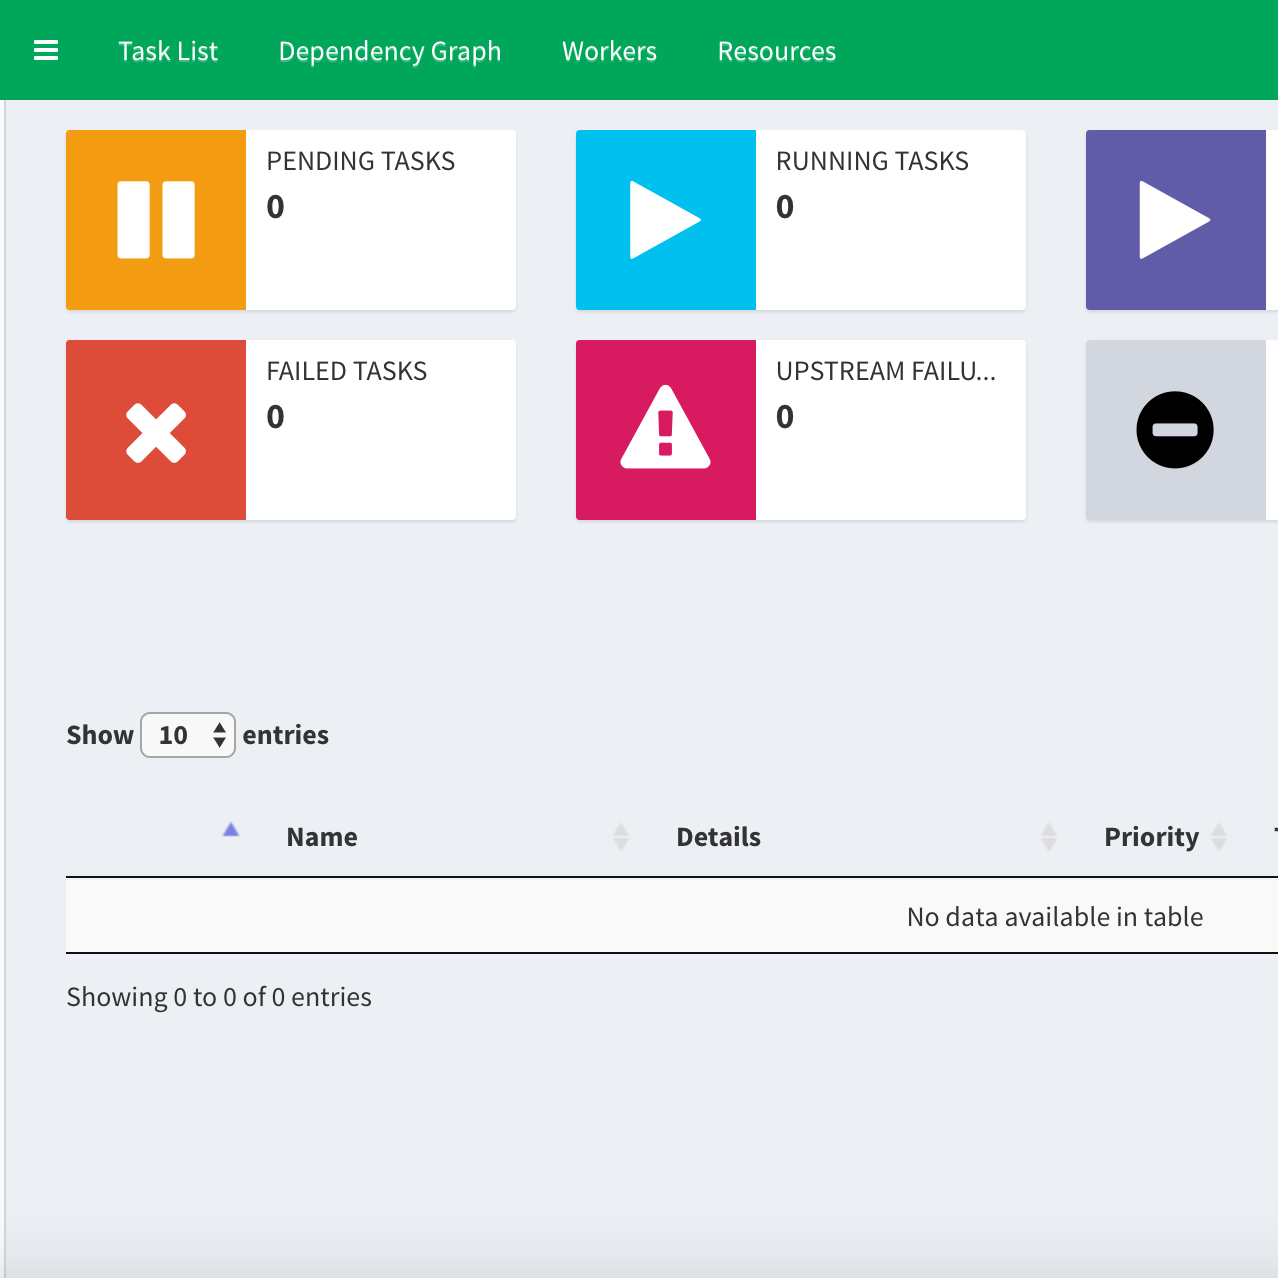 Task List Dependency Graph Workers Resources
PENDING TASKS
0
RUNNING TASKS
0
FAILED TASKS
0
UPSTREAM FAILU...
0
Show 10 entries
Name Details Priority
No data available in table
Showing 0 to 0 of 0 entries